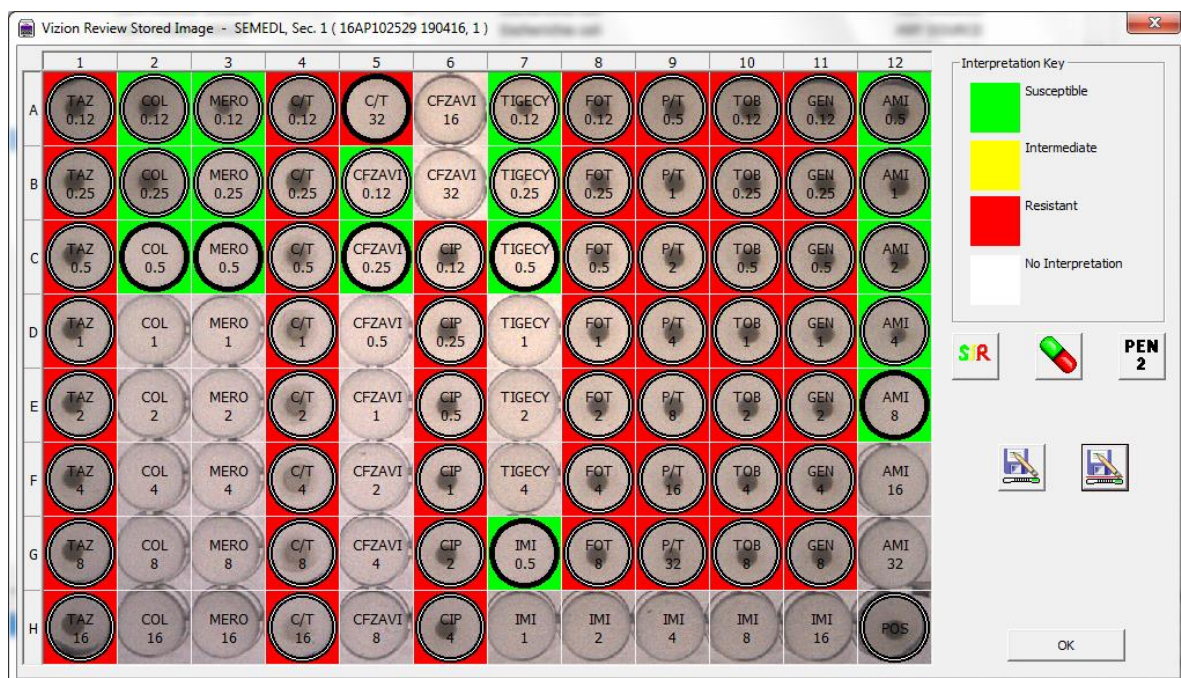 Vizion Review Stored Image - SEMEDL, Sec. 1 ( 16AP102529 190416, 1 )
1 2 3 4 5 6 7 8 9 10 11 12
A
TAZ COL MERO C/T C/T CFZAVI TIGECY FOT P/T TOB GEN AMI
0.12 0.12 0.12 0.12 32 16 0.12 0.12 0.5 0.12 0.12 0.5
B
TAZ COL MERO C/T CFZAVI CFZAVI TIGECY FOT P/T TOB GEN AMI
0.25 0.25 0.25 0.25 0.12 32 0.25 0.25 1 0.25 0.25 1
C
TAZ COL MERO C/T CFZAVI CIP TIGECY FOT P/T TOB GEN AMI
0.5 0.5 0.5 0.5 0.25 0.12 0.5 0.5 2 0.5 0.5 2
D
TAZ COL MERO C/T CFZAVI CIP TIGECY FOT P/T TOB GEN AMI
1 1 1 1 0.5 0.25 1 1 4 1 1 4
E
TAZ COL MERO C/T CFZAVI CIP TIGECY FOT P/T TOB GEN AMI
2 2 2 2 1 0.5 2 2 8 2 2 8
F
TAZ COL MERO C/T CFZAVI CIP TIGECY FOT P/T TOB GEN AMI
4 4 4 4 2 1 4 4 16 4 4 16
G
TAZ COL MERO C/T CFZAVI CIP IMI FOT P/T TOB GEN AMI
8 8 8 8 4 2 0.5 8 32 8 8 32
H
TAZ COL MERO C/T CFZAVI CIP IMI IMI IMI IMI IMI POS
16 16 16 16 8 4 1 2 4 8 16
Interpretation Key
Susceptible
Intermediate
Resistant
No Interpretation
SIR
PEN
2
OK